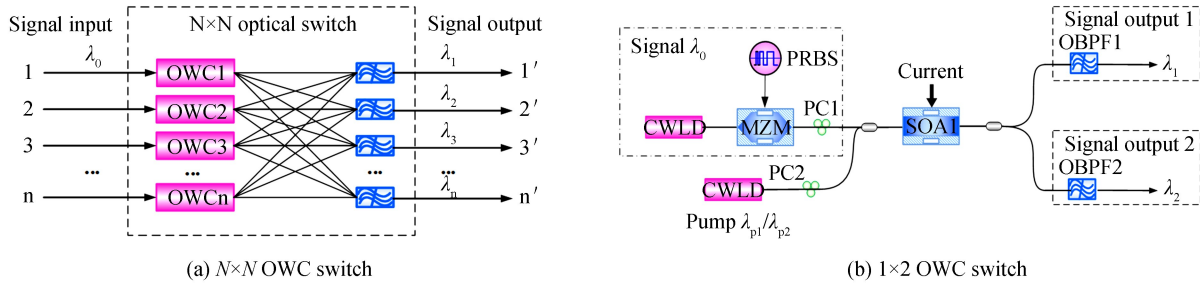 Signal input
N×N optical switch
Signal output
λ0
1
OWC1
λ1
1′
2
OWC2
λ2
2′
3
OWC3
λ3
3′
... ... ... ...
n
OWCn
λn
n′
(a) N×N OWC switch
Signal λ0
PRBS
CWLD
MZM
PC1
CWLD
PC2
Pump λp1/λp2
Current
SOA1
Signal output 1
OBPF1
λ1
Signal output 2
OBPF2
λ2
(b) 1×2 OWC switch